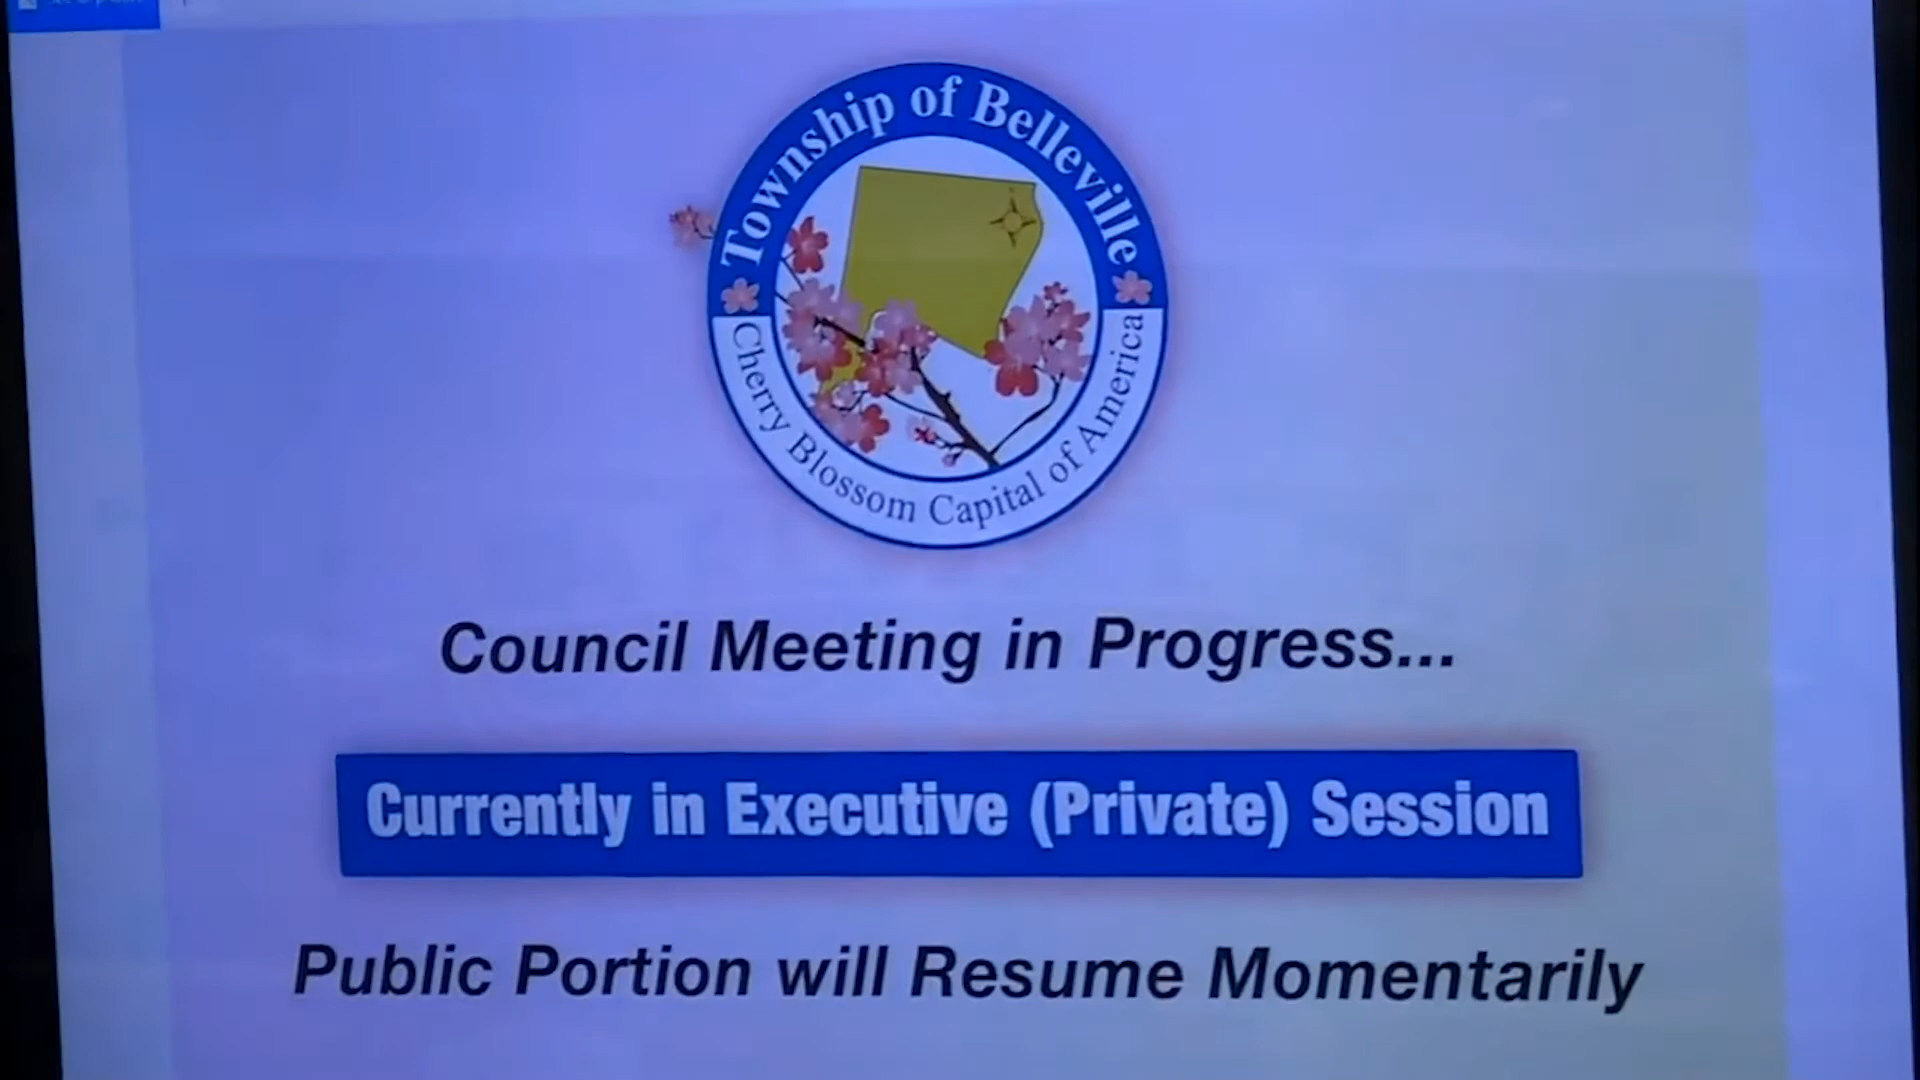 Township of Belleville
Cherry Blossom Capital of America
Council Meeting in Progress...
Currently in Executive (Private) Session
Public Portion will Resume Momentarily